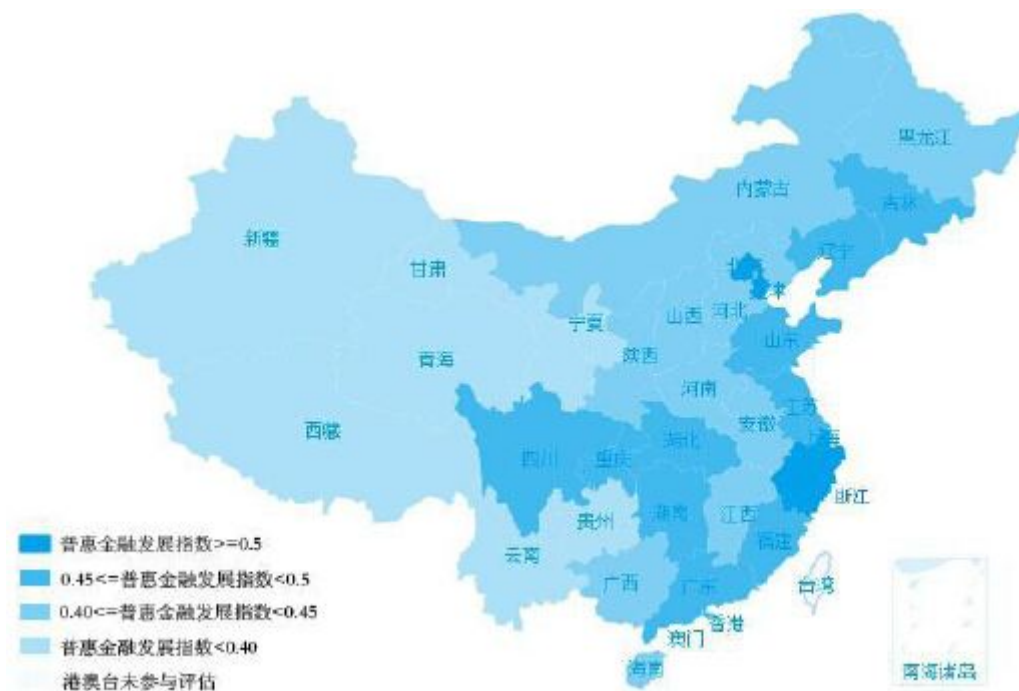 黑龙江
内蒙古
吉林
新疆
辽宁
北京
甘肃
天津
河北
山西
宁夏
山东
青海
陕西
河南
江苏
安徽
西藏
上海
湖北
四川
重庆
浙江
湖南
江西
贵州
福建
云南
广西
广东
台湾
香港
澳门
海南
南海诸岛
普惠金融发展指数>=0.5
0.45<=普惠金融发展指数<0.5
0.40<=普惠金融发展指数<0.45
普惠金融发展指数<0.40
港澳台未参与评估